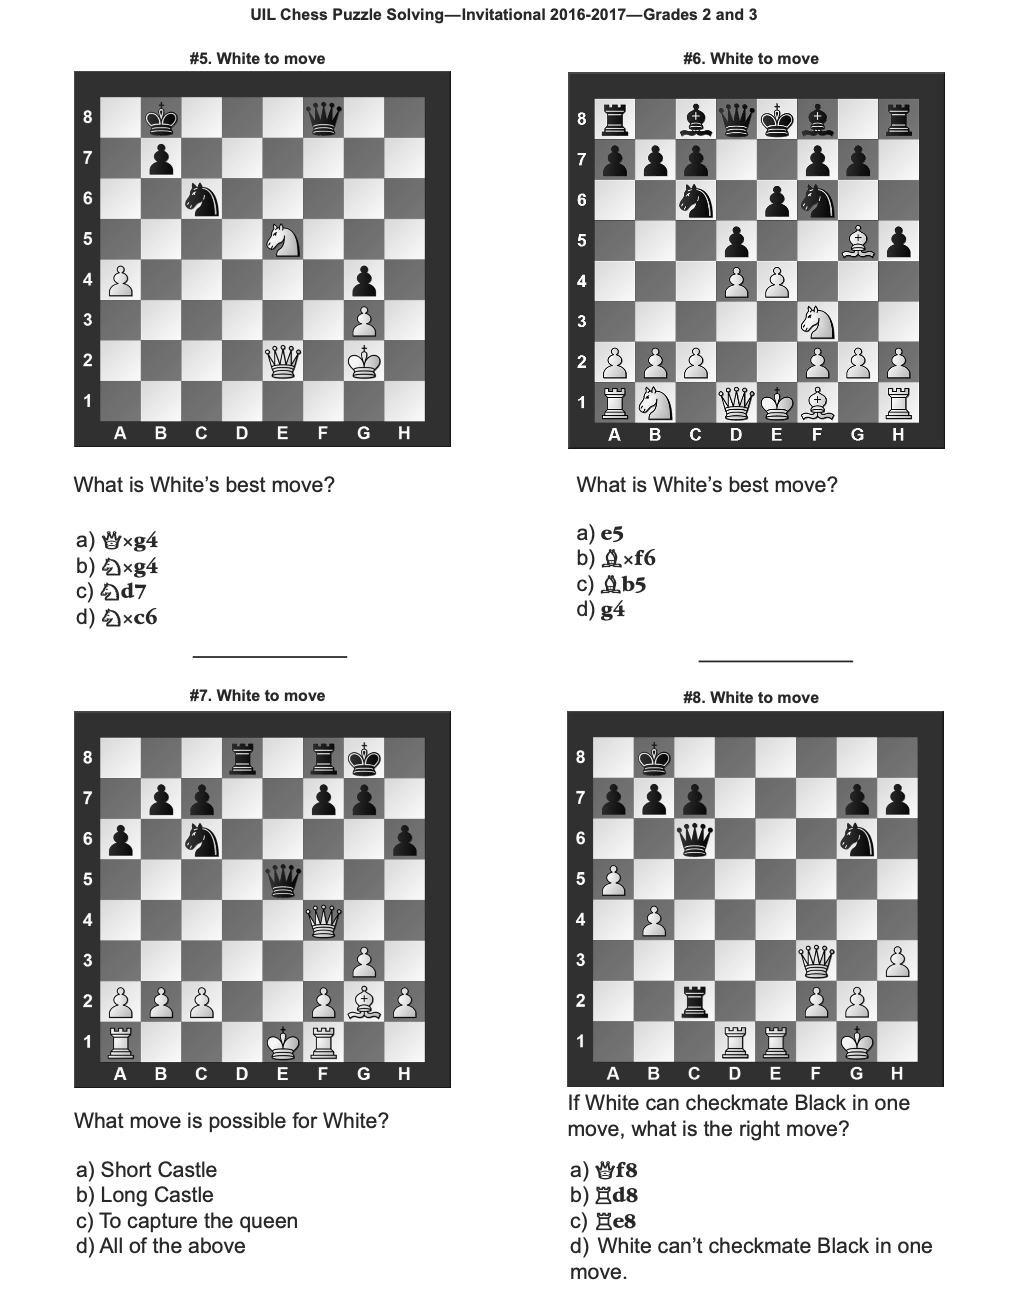 UIL Chess Puzzle Solving—Invitational 2016-2017—Grades 2 and 3
#5. White to move
8
7
6
5
4
3
2
1
A B C D E F G H
What is White’s best move?
a) ♕×g4
b) ♘×g4
c) ♘d7
d) ♘×c6
#6. White to move
8
7
6
5
4
3
2
1
A B C D E F G H
What is White’s best move?
a) e5
b) ♗×f6
c) ♗b5
d) g4
#7. White to move
8
7
6
5
4
3
2
1
A B C D E F G H
What move is possible for White?
a) Short Castle
b) Long Castle
c) To capture the queen
d) All of the above
#8. White to move
8
7
6
5
4
3
2
1
A B C D E F G H
If White can checkmate Black in one
move, what is the right move?
a) ♕f8
b) ♖d8
c) ♖e8
d) White can’t checkmate Black in one
move.